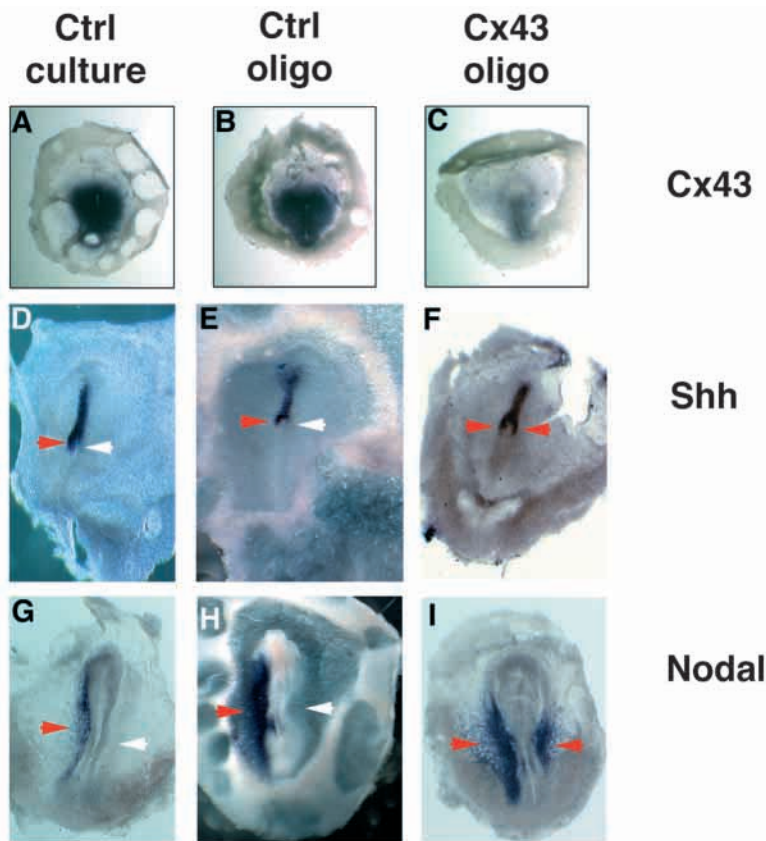 Ctrl culture
Ctrl oligo
Cx43 oligo
A
B
C
Cx43
D
E
F
Shh
G
H
I
Nodal